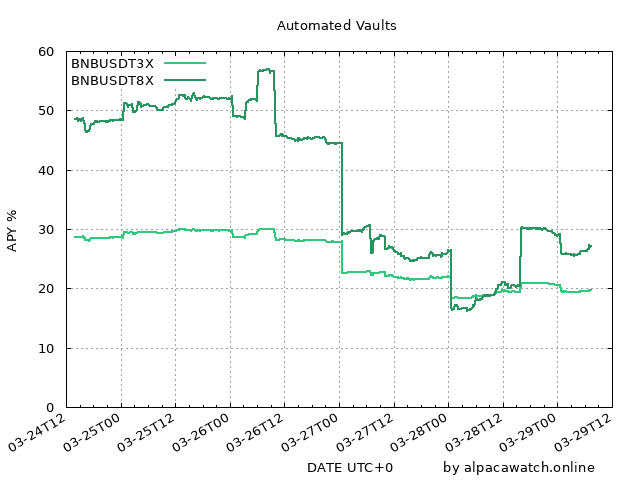 Automated Vaults
BNBUSDT3X
BNBUSDT8X
APY %
60
50
40
30
20
10
0
03-24T12
03-25T00
03-25T12
03-26T00
03-26T12
03-27T00
03-27T12
03-28T00
03-28T12
03-29T00
03-29T12
DATE UTC+0
by alpacawatch.online